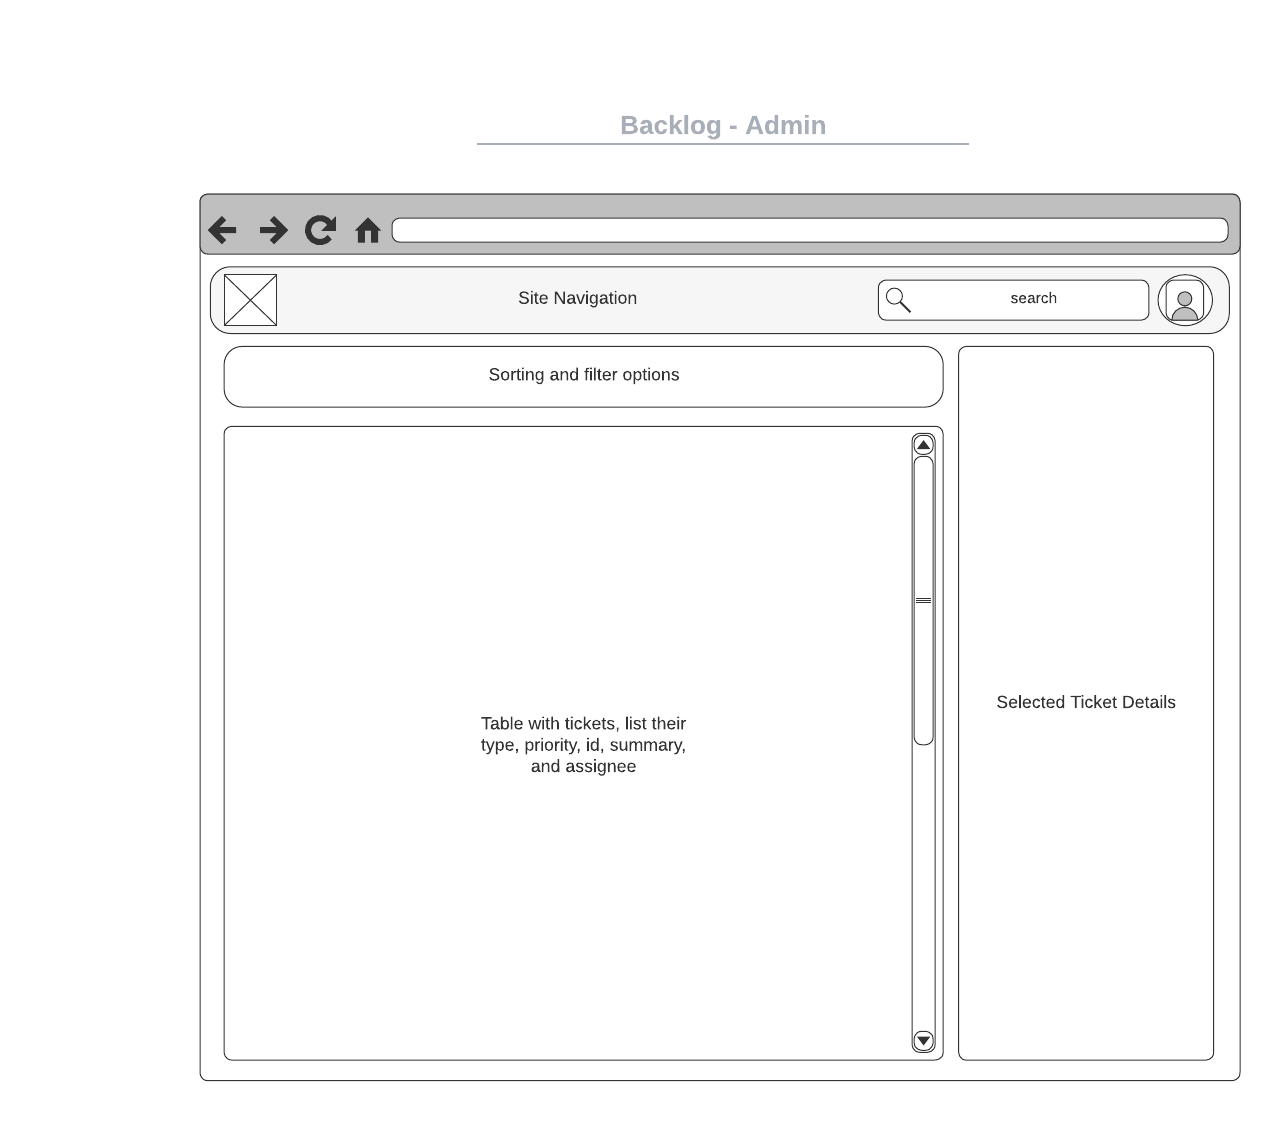 Backlog - Admin
Site Navigation
search
Sorting and filter options
Table with tickets, list their
type, priority, id, summary,
and assignee
Selected Ticket Details